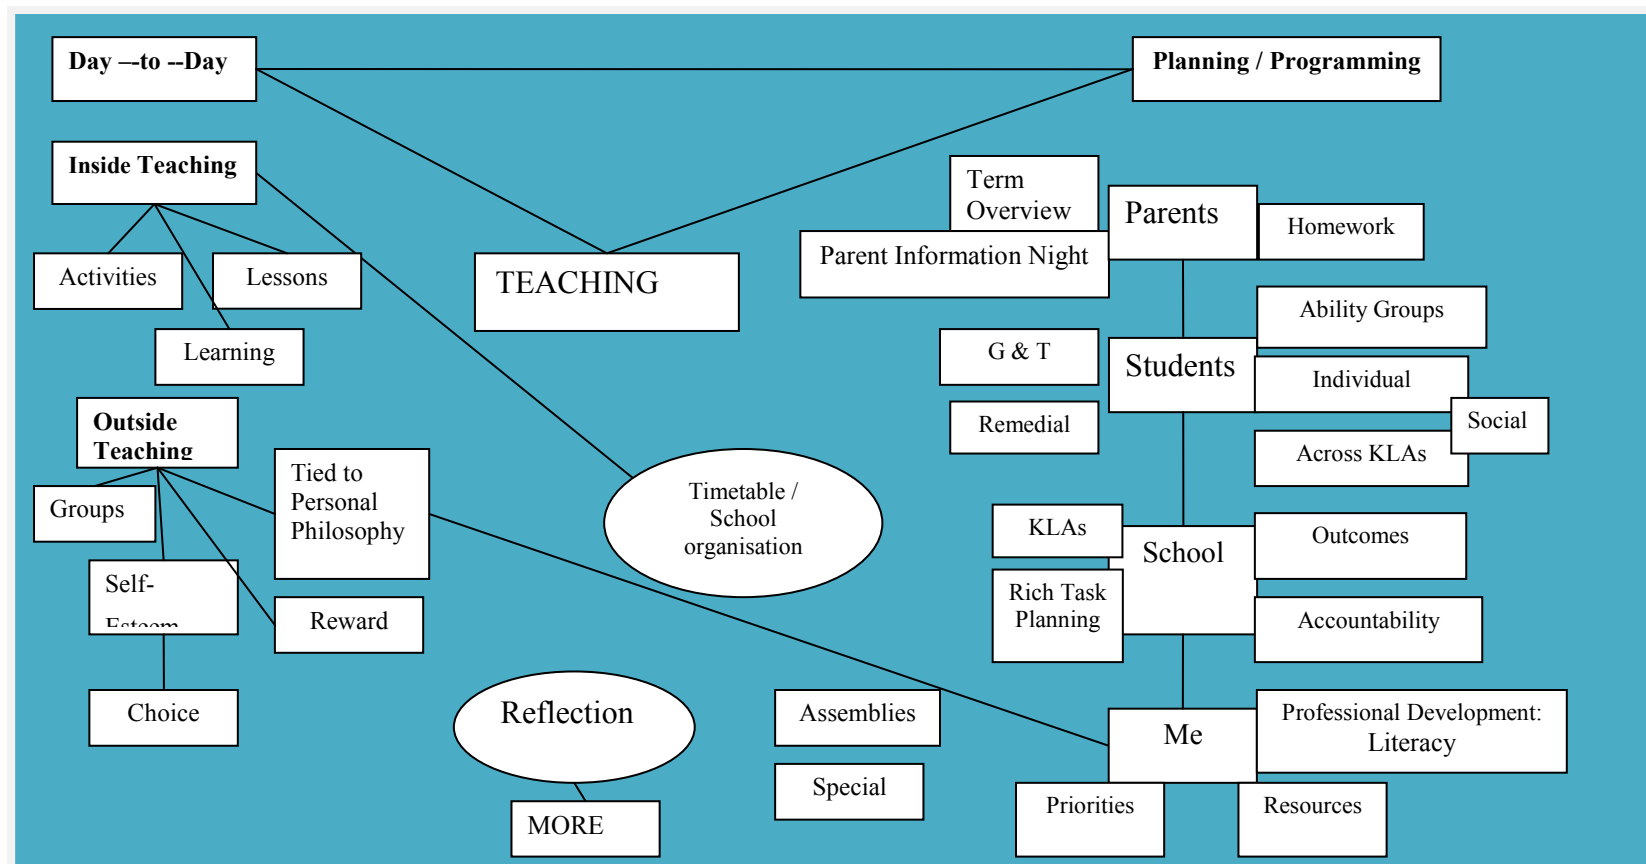 Day –-to --Day
Planning / Programming
Inside Teaching
Term
Overview
Parents
Homework
Parent Information Night
Activities
Lessons
TEACHING
Learning
Ability Groups
G & T
Students
Individual
Remedial
Social
Across KLAs
Outside
Teaching
Tied to
Personal
Philosophy
Groups
Timetable /
School
organisation
KLAs
School
Outcomes
Self-
Esteem
Reward
Rich Task
Planning
Accountability
Choice
Reflection
Assemblies
Me
Professional Development:
Literacy
Special
Priorities
Resources
MORE